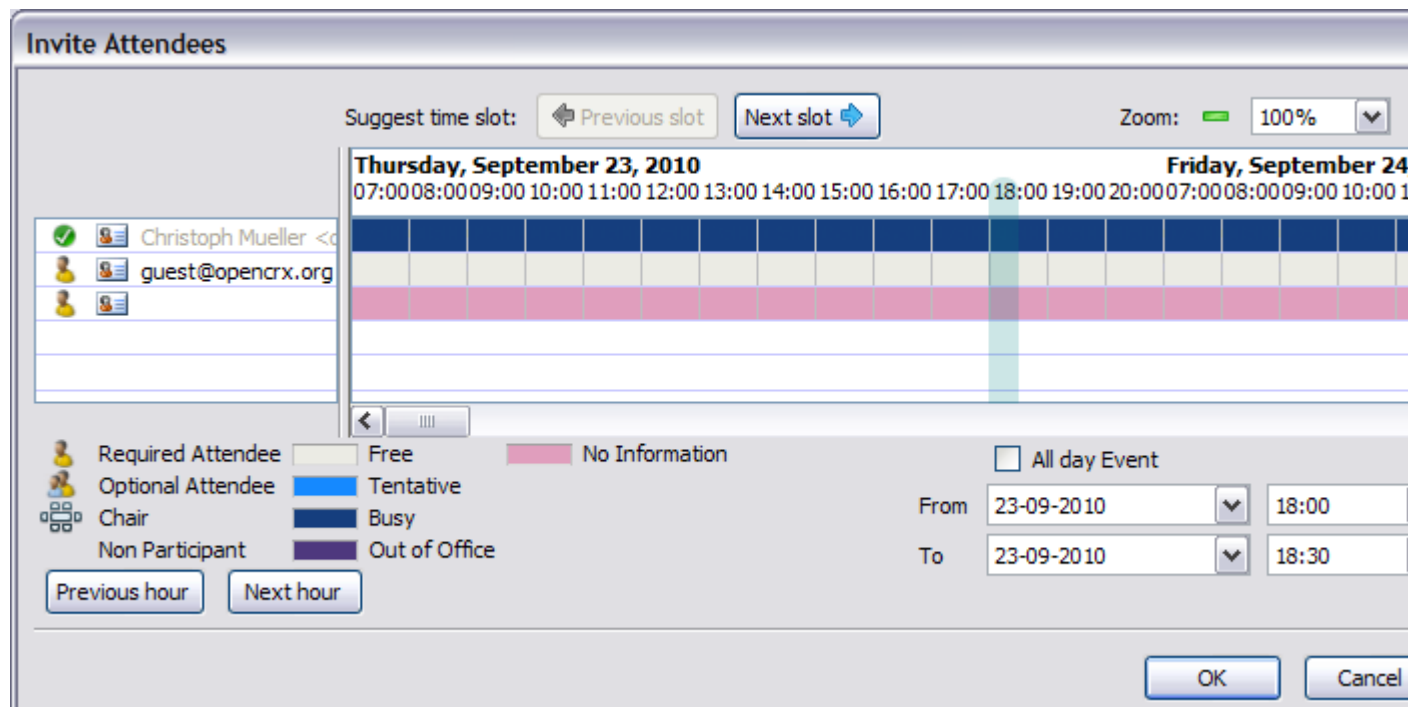 Invite Attendees
Suggest time slot: Previous slot Next slot Zoom: 100%
Thursday, September 23, 2010 Friday, September 24
07:00 08:00 09:00 10:00 11:00 12:00 13:00 14:00 15:00 16:00 17:00 18:00 19:00 20:00 07:00 08:00 09:00 10:00 1
Christoph Mueller <c
guest@opencrx.org
Required Attendee Free No Information All day Event
Optional Attendee Tentative
From 23-09-2010 18:00
Chair Busy
Non Participant Out of Office
To 23-09-2010 18:30
Previous hour Next hour
OK Cancel